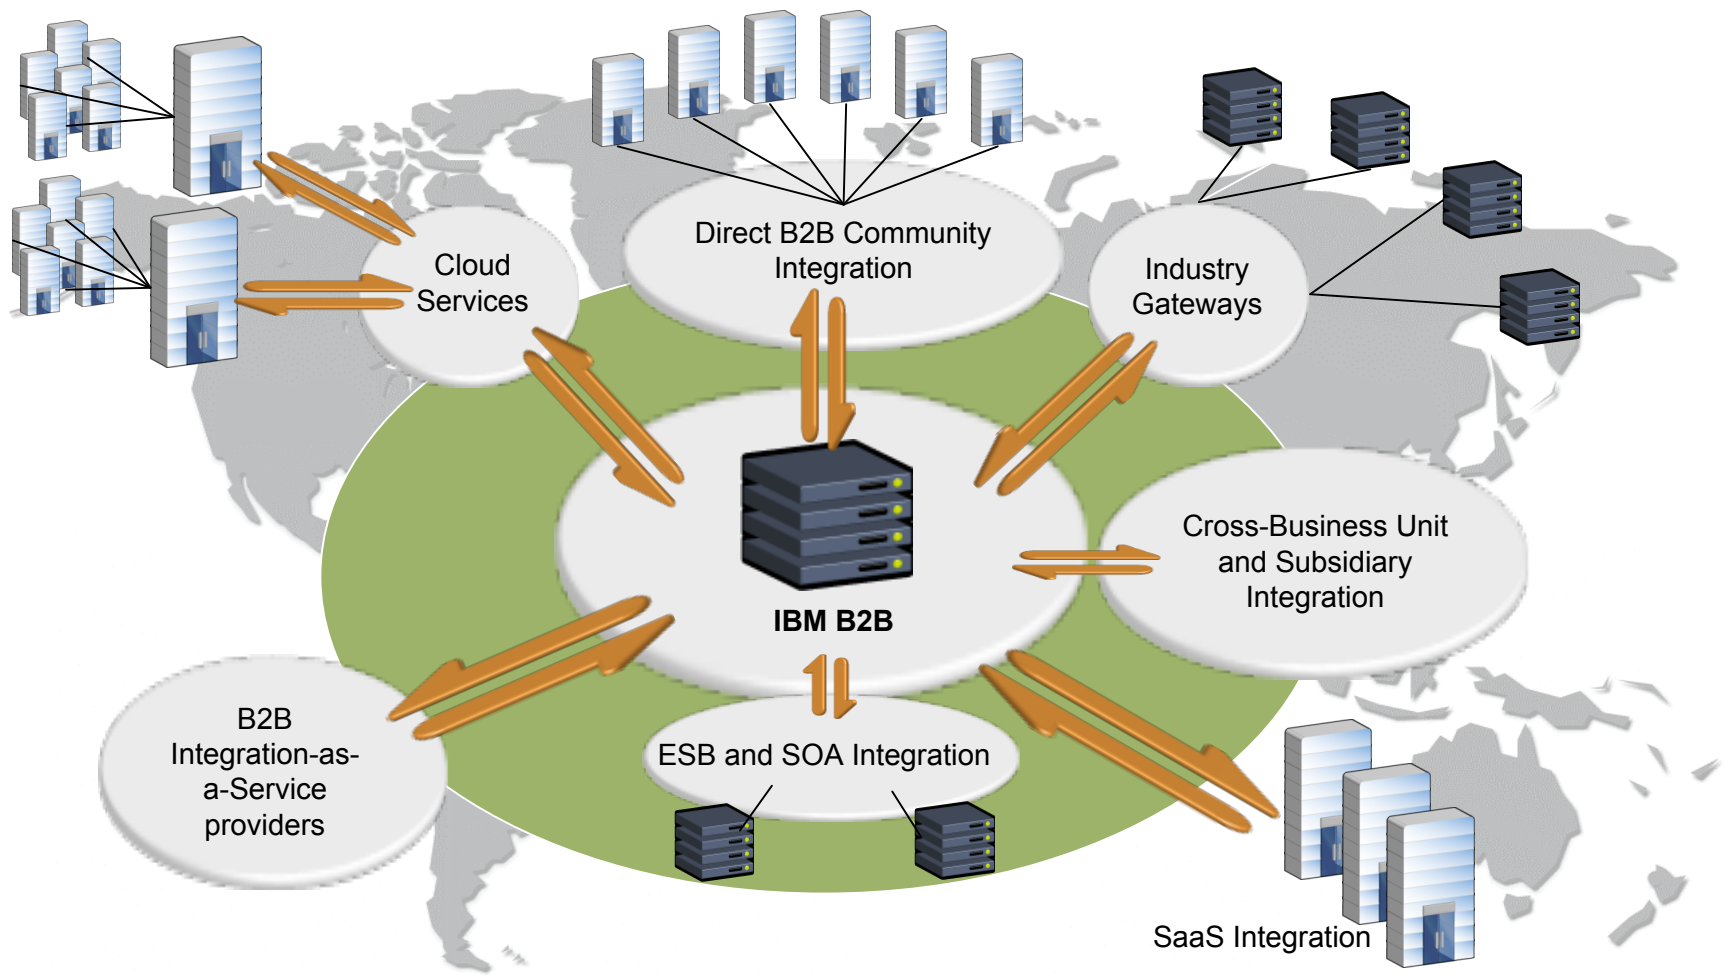 Direct B2B Community
Integration
Cloud
Services
Industry
Gateways
Cross-Business Unit
and Subsidiary
Integration
IBM B2B
B2B
Integration-as-
a-Service
providers
ESB and SOA Integration
SaaS Integration